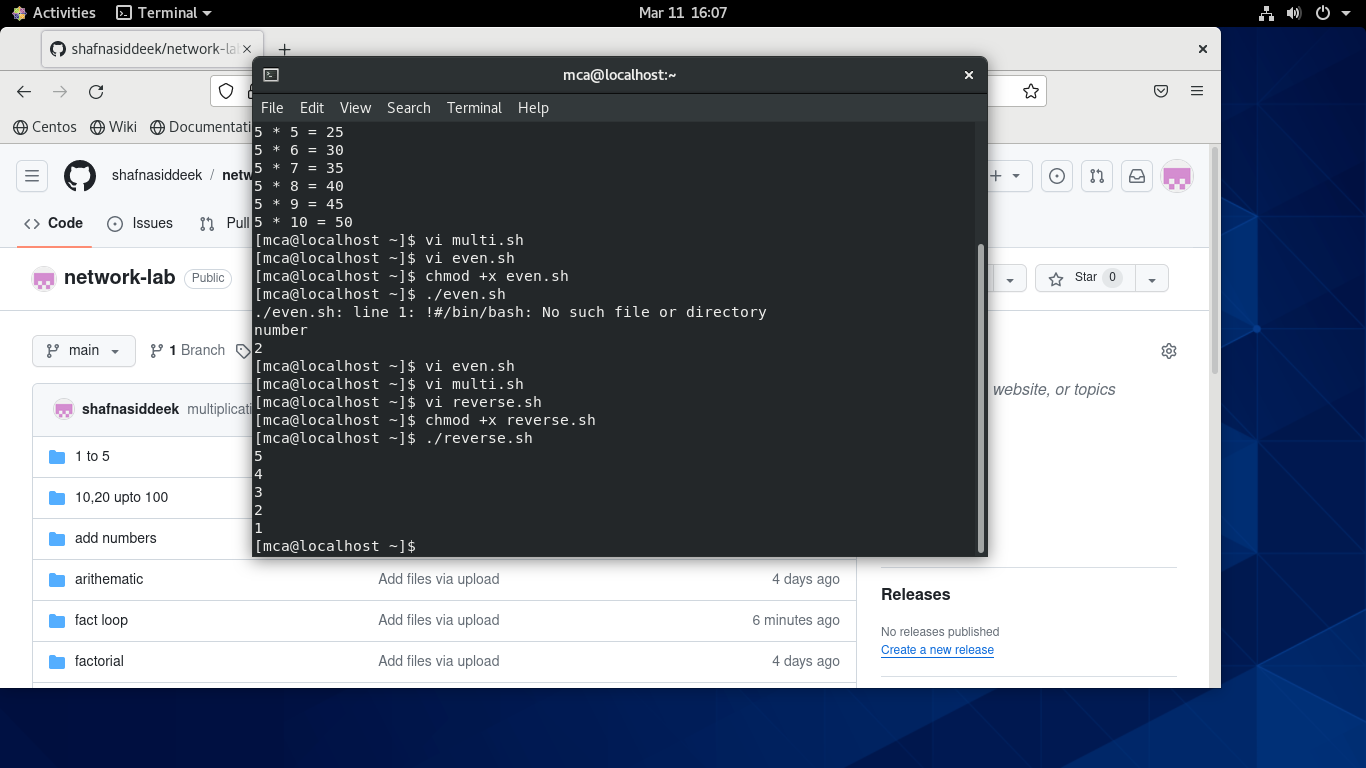 Activities Terminal Mar 11 16:07
shafnasiddeek/network-la
mca@localhost:~
File Edit View Search Terminal Help
Centos Wiki Documentati
5 * 5 = 25
5 * 6 = 30
5 * 7 = 35
5 * 8 = 40
5 * 9 = 45
5 * 10 = 50
[mca@localhost ~]$ vi multi.sh
[mca@localhost ~]$ vi even.sh
[mca@localhost ~]$ chmod +x even.sh
[mca@localhost ~]$ ./even.sh
./even.sh: line 1: !#/bin/bash: No such file or directory
number
2
[mca@localhost ~]$ vi even.sh
[mca@localhost ~]$ vi multi.sh
[mca@localhost ~]$ vi reverse.sh
[mca@localhost ~]$ chmod +x reverse.sh
[mca@localhost ~]$ ./reverse.sh
5
4
3
2
1
[mca@localhost ~]$
shafnasiddeek / netw
Code Issues Pull
network-lab Public
Star 0
main 1 Branch
website, or topics
shafnasiddeek multiplicati
1 to 5
10,20 upto 100
add numbers
arithematic Add files via upload 4 days ago
fact loop Add files via upload 6 minutes ago
factorial Add files via upload 4 days ago
Releases
No releases published
Create a new release